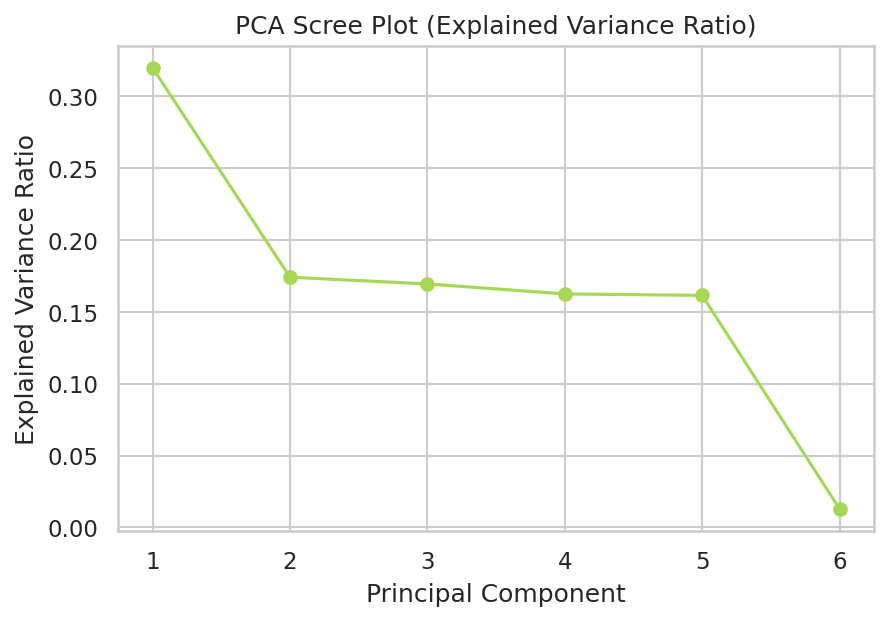 PCA Scree Plot (Explained Variance Ratio)
Explained Variance Ratio
0.30
0.25
0.20
0.15
0.10
0.05
0.00
1 2 3 4 5 6
Principal Component